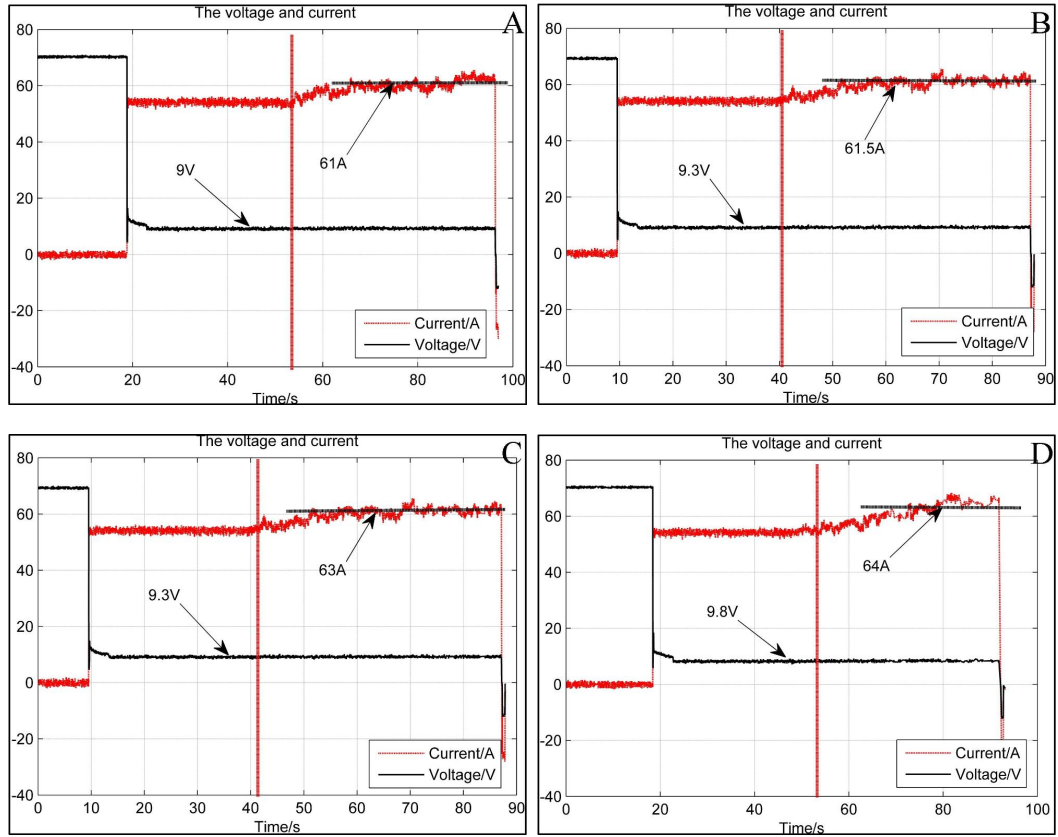 The voltage and current
A
80
60
40
20
0
-20
-40
61A
9V
Current/A
Voltage/V
0 20 40 60 80 100
Time/s
The voltage and current
B
80
60
40
20
0
-20
-40
61.5A
9.3V
Current/A
Voltage/V
0 10 20 30 40 50 60 70 80 90
Time/s
The voltage and current
C
80
60
40
20
0
-20
-40
63A
9.3V
Current/A
Voltage/V
0 10 20 30 40 50 60 70 80 90
Time/s
The voltage and current
D
80
60
40
20
0
-20
-40
64A
9.8V
Current/A
Voltage/V
0 20 40 60 80 100
Time/s